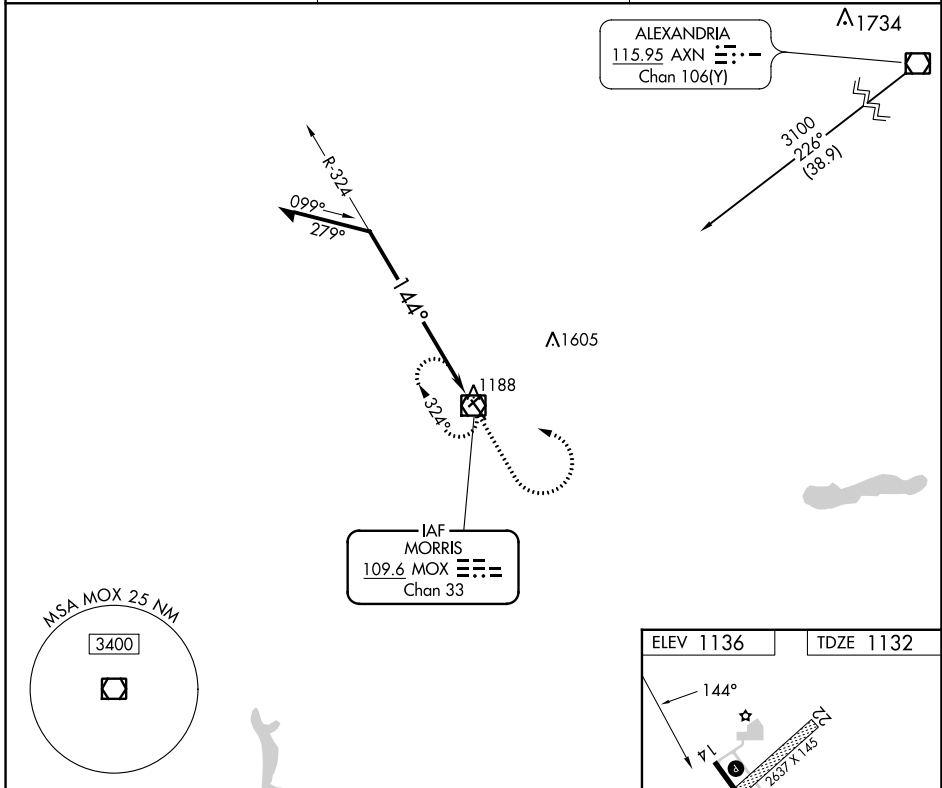 1734
ALEXANDRIA
115.95 AXN
Chan 106(Y)
3100
226°
(38.9)
R-324
099°
279°
144°
1605
1188
324°
IAF
MORRIS
109.6 MOX
Chan 33
MSA MOX 25 NM
3400
ELEV 1136
TDZE 1132
144°
14
22
P
2637 X 145